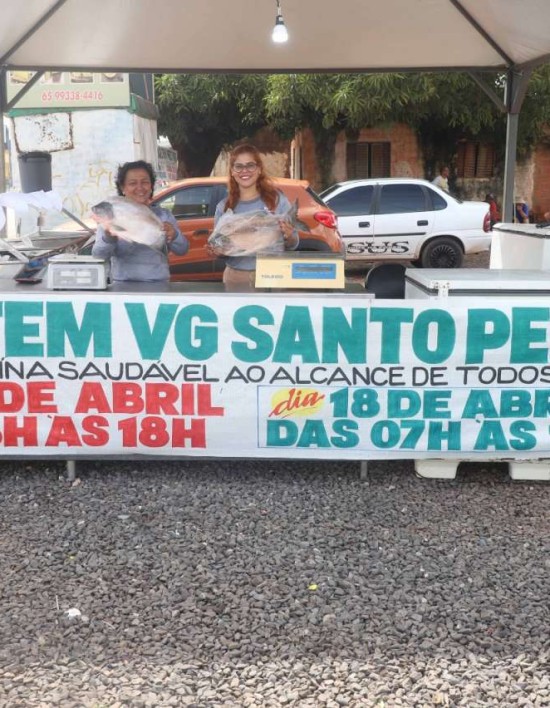 65 99338-4416
SUS
TEM VG SANTO PE
ÍNA SAUDÁVEL AO ALCANCE DE TODOS
DE ABRIL
H ÀS 18H
dia 18 DE ABR
DAS 07H ÀS